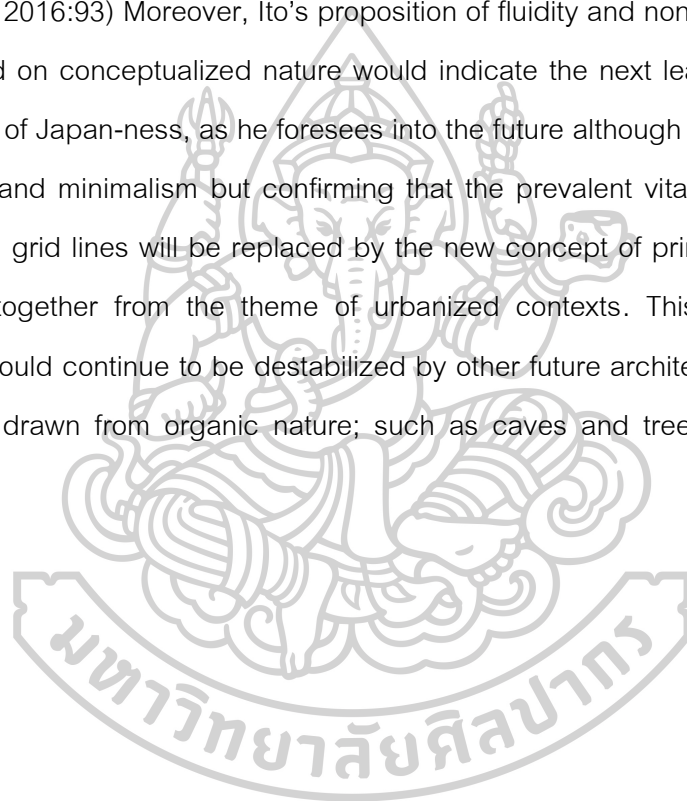 2016:93) Moreover, Ito’s proposition of fluidity and non
d on conceptualized nature would indicate the next lea
of Japan-ness, as he foresees into the future although
and minimalism but confirming that the prevalent vita
grid lines will be replaced by the new concept of prin
together from the theme of urbanized contexts. This
ould continue to be destabilized by other future archite
drawn from organic nature; such as caves and tree
มหาวิทยาลัยศิลปากร